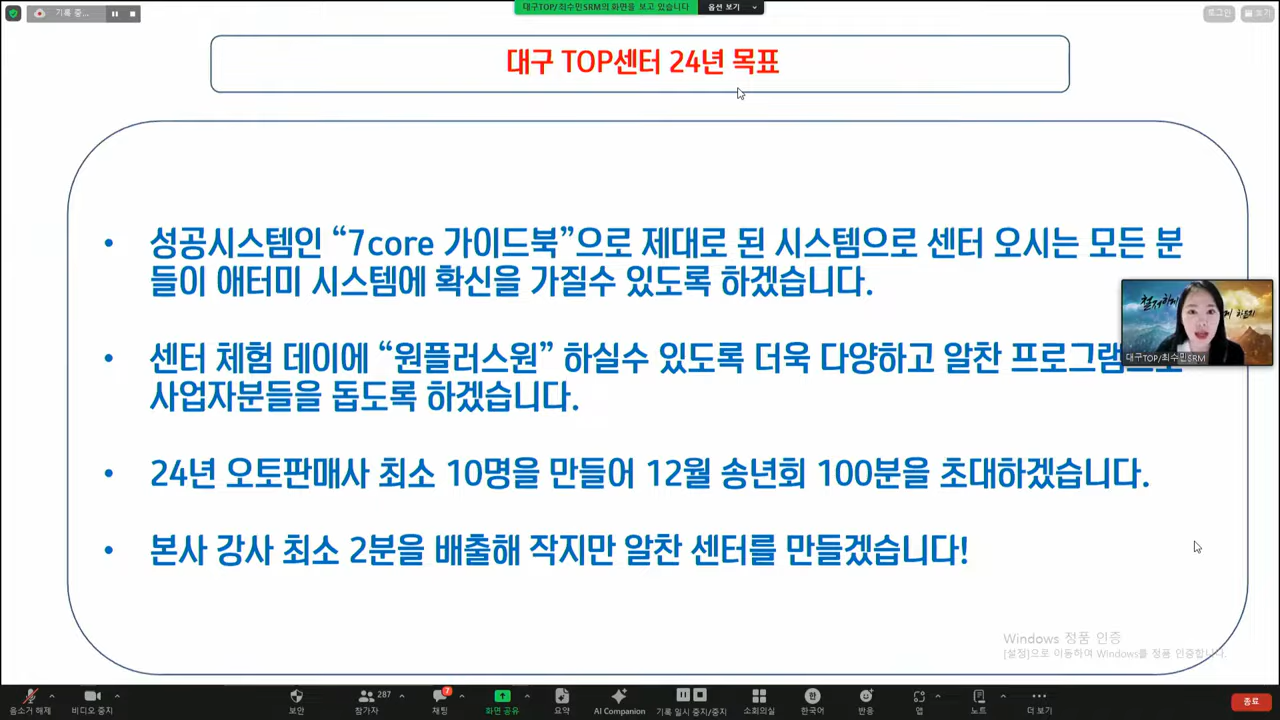 기록 중...
대구TOP/최수민SRM의 화면을 보고 있습니다
옵션 보기
로그인
보기
대구 TOP센터 24년 목표
• 성공시스템인 “7core 가이드북”으로 제대로 된 시스템으로 센터 오시는 모든 분
들이 애터미 시스템에 확신을 가질수 있도록 하겠습니다.
• 센터 체험 데이에 “원플러스원” 하실수 있도록 더욱 다양하고 알찬 프로그램으로
사업자분들을 돕도록 하겠습니다.
• 24년 오토판매사 최소 10명을 만들어 12월 송년회 100분을 초대하겠습니다.
• 본사 강사 최소 2분을 배출해 작지만 알찬 센터를 만들겠습니다!
철저하게
대구TOP/최수민SRM
Windows 정품 인증
[설정]으로 이동하여 Windows를 정품 인증합니다.
음소거 해제
비디오 중지
보안
287
참가자
7
채팅
화면 공유
요약
AI Companion
기록 일시 중지/중지
소회의실
한국어
반응
앱
노트
더 보기
종료